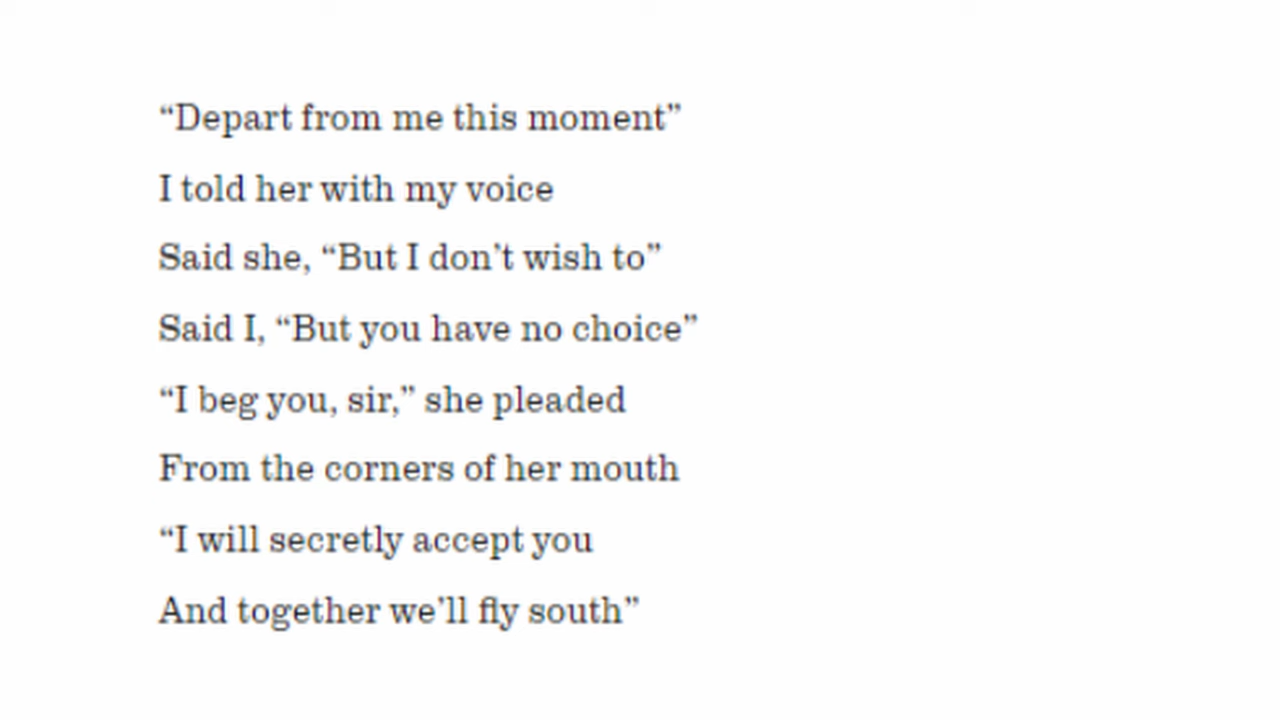 “Depart from me this moment”
I told her with my voice
Said she, “But I don’t wish to”
Said I, “But you have no choice”
“I beg you, sir,” she pleaded
From the corners of her mouth
“I will secretly accept you
And together we’ll fly south”